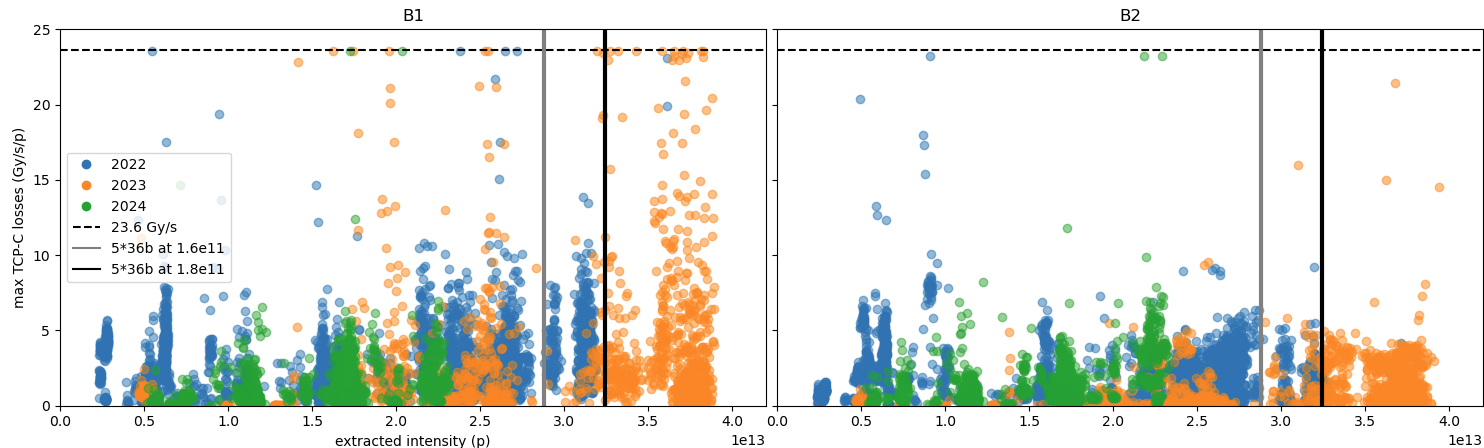 B1
B2
max TCP-C losses (Gy/s/p)
25
20
15
10
5
0
2022
2023
2024
23.6 Gy/s
5*36b at 1.6e11
5*36b at 1.8e11
0.0 0.5 1.0 1.5 2.0 2.5 3.0 3.5 4.0
1e13
extracted intensity (p)
0.0 0.5 1.0 1.5 2.0 2.5 3.0 3.5 4.0
1e13